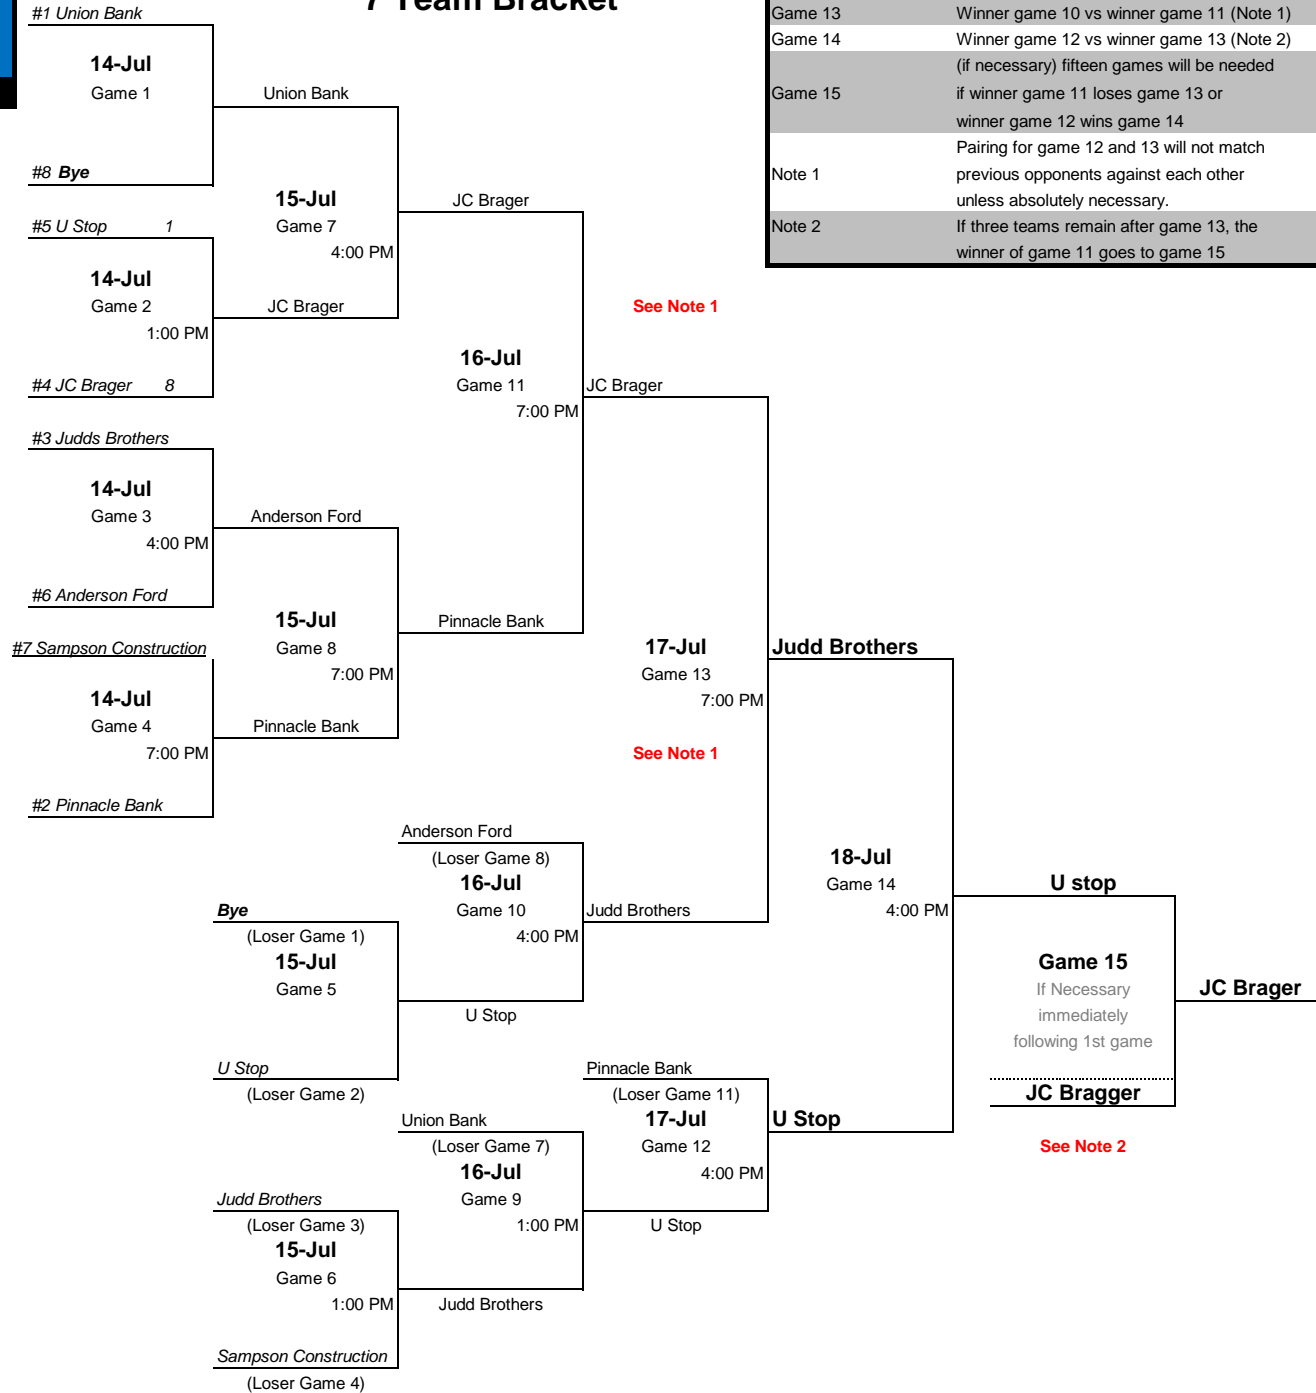 7 Team Bracket
#1 Union Bank
14-Jul
Game 1
Union Bank
#8 Bye
15-Jul
Game 7
4:00 PM
JC Brager
#5 U Stop 1
14-Jul
Game 2
1:00 PM
JC Brager
#4 JC Brager 8
See Note 1
16-Jul
Game 11
7:00 PM
JC Brager
#3 Judds Brothers
14-Jul
Game 3
4:00 PM
Anderson Ford
#6 Anderson Ford
15-Jul
Game 8
7:00 PM
Pinnacle Bank
#7 Sampson Construction
14-Jul
Game 4
7:00 PM
Pinnacle Bank
#2 Pinnacle Bank
17-Jul
Game 13
7:00 PM
Judd Brothers
See Note 1
Anderson Ford
(Loser Game 8)
16-Jul
Game 10
4:00 PM
Judd Brothers
Bye
(Loser Game 1)
15-Jul
Game 5
U Stop
U Stop
(Loser Game 2)
18-Jul
Game 14
4:00 PM
U stop
Game 15
If Necessary
immediately
following 1st game
JC Brager
JC Bragger
See Note 2
Pinnacle Bank
(Loser Game 11)
17-Jul
Game 12
4:00 PM
U Stop
Union Bank
(Loser Game 7)
16-Jul
Game 9
1:00 PM
U Stop
Judd Brothers
(Loser Game 3)
15-Jul
Game 6
1:00 PM
Judd Brothers
Sampson Construction
(Loser Game 4)
Game 13 Winner game 10 vs winner game 11 (Note 1)
Game 14 Winner game 12 vs winner game 13 (Note 2)
(if necessary) fifteen games will be needed
Game 15 if winner game 11 loses game 13 or
winner game 12 wins game 14
Pairing for game 12 and 13 will not match
Note 1 previous opponents against each other
unless absolutely necessary.
Note 2 If three teams remain after game 13, the
winner of game 11 goes to game 15